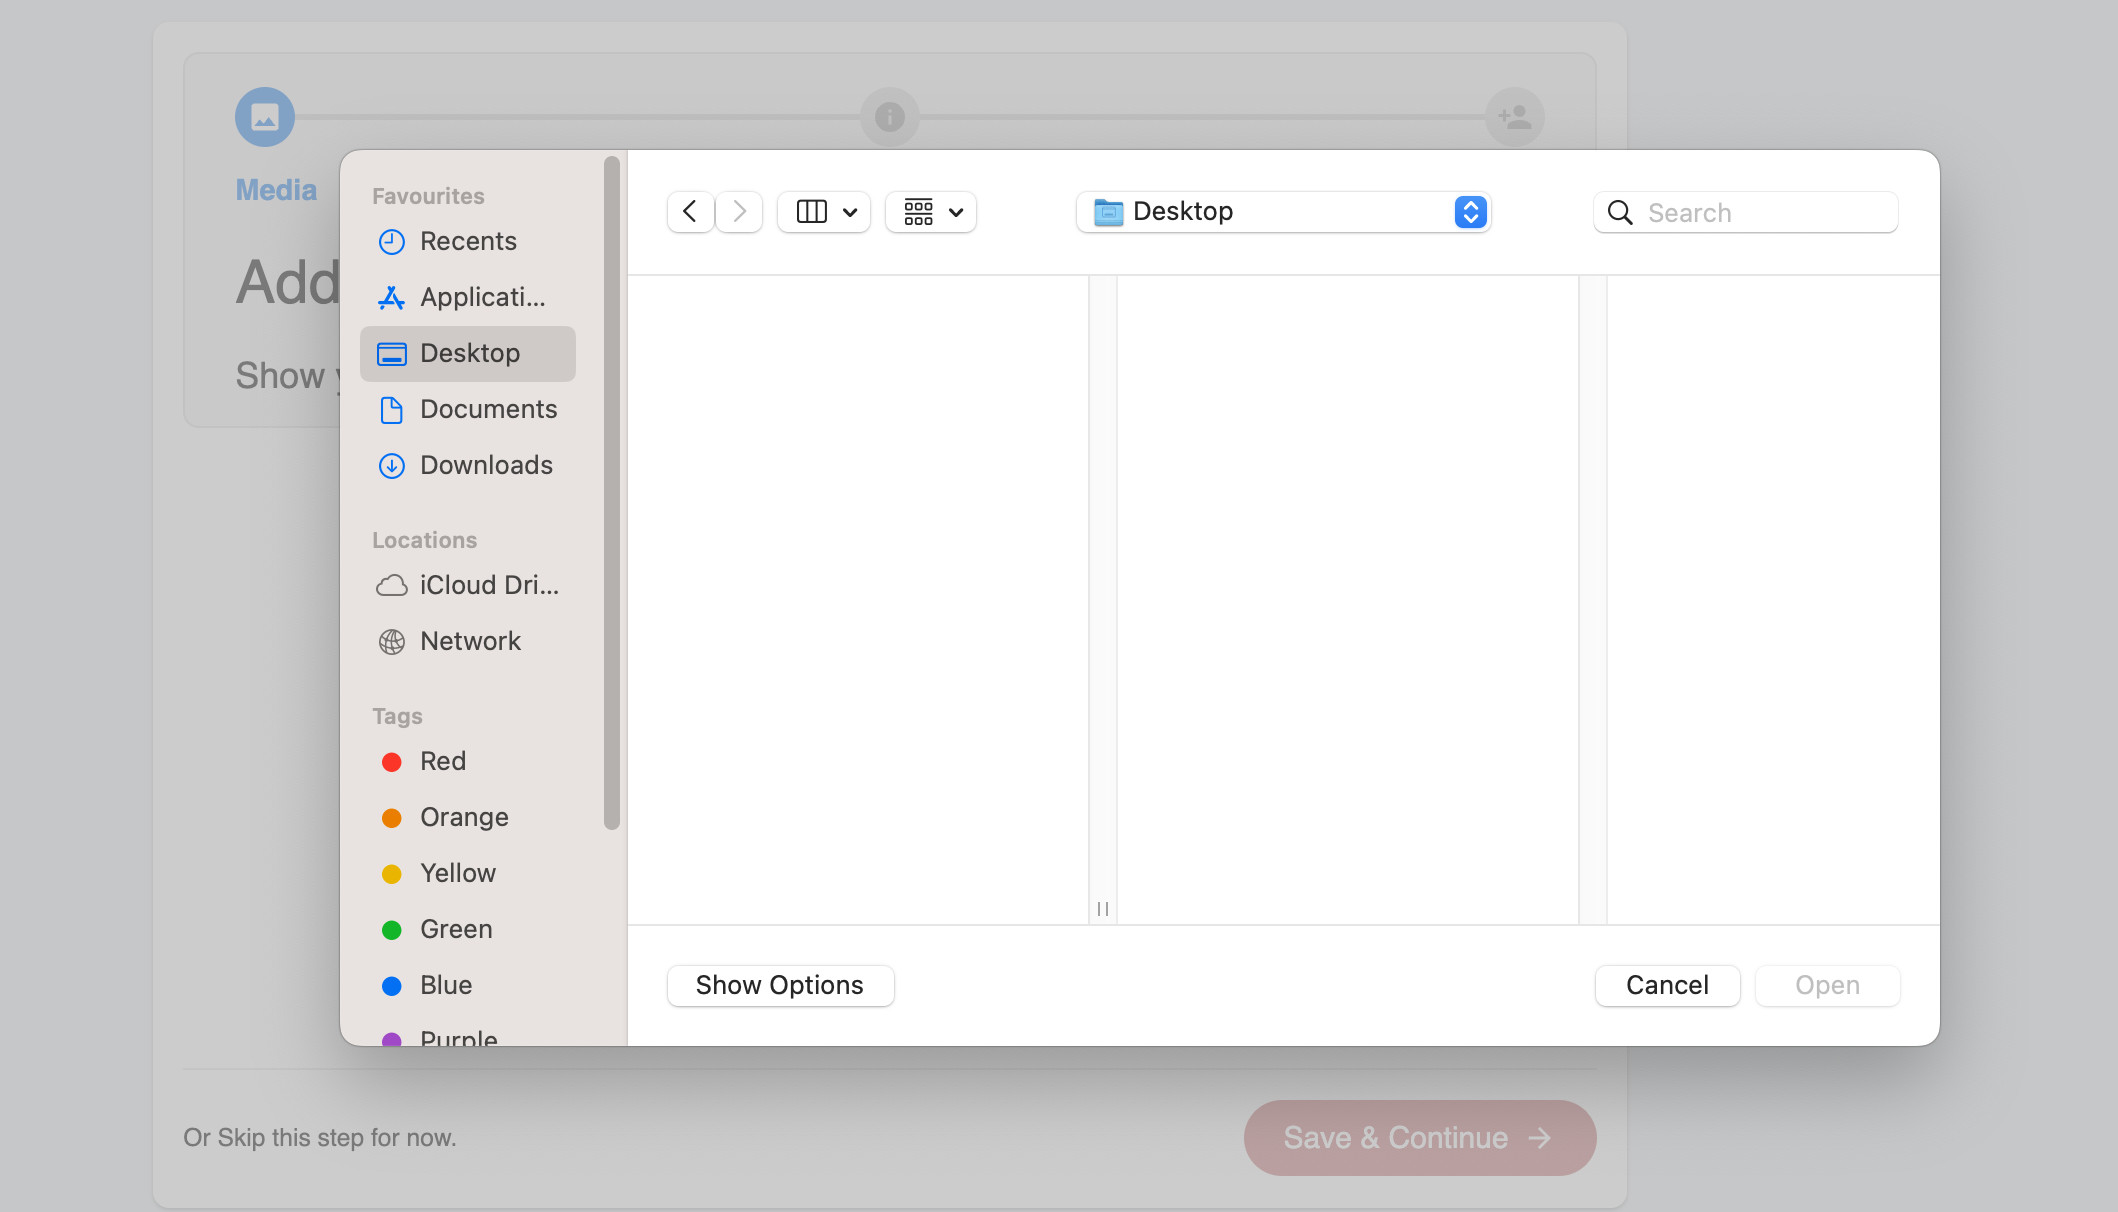 Media
Add
Show
Favourites
Recents
Applicati...
Desktop
Documents
Downloads
Locations
iCloud Dri...
Network
Tags
Red
Orange
Yellow
Green
Blue
Purple
Desktop
Search
Show Options
Cancel
Open
Or Skip this step for now.
Save & Continue